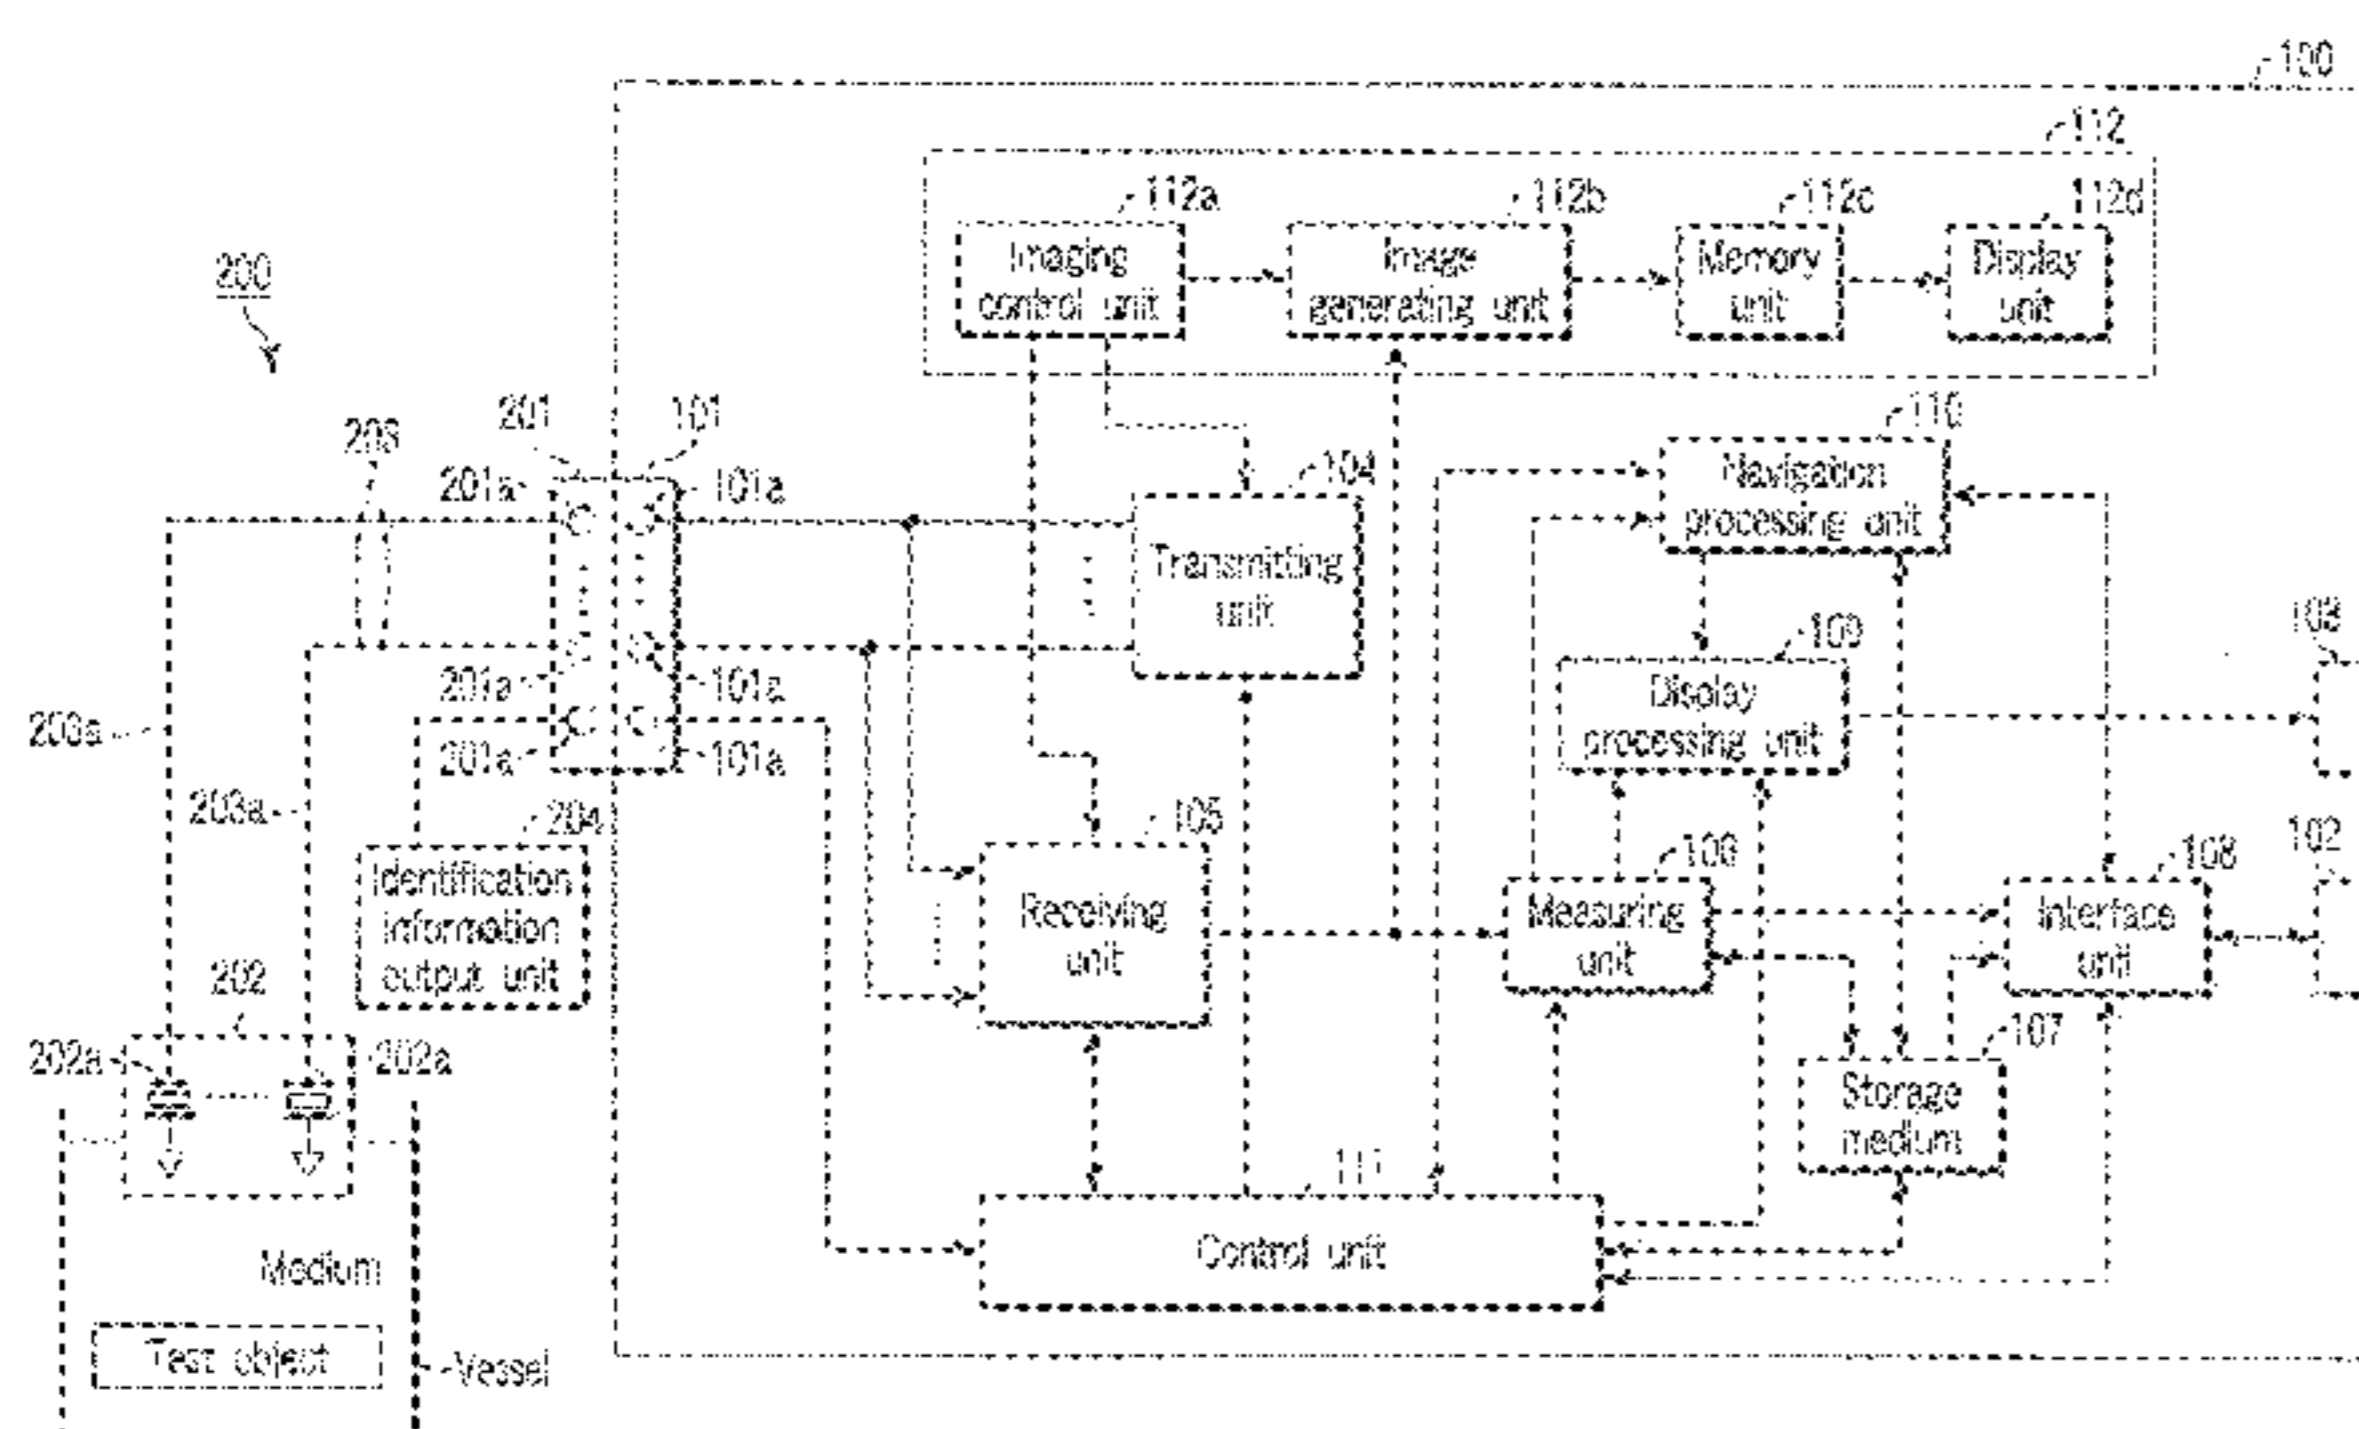 100
112
112a
112b
112c
112d
Imaging
control unit
Image
generating unit
Memory
unit
Display
unit
200
201
101
203
201a
101a
110
Navigation
processing unit
104
Transmitting
unit
103
109
Display
processing unit
201a
101a
203a
201a
101a
203a
204
Identification
information
output unit
105
Receiving
unit
Measuring
unit
108
Interface
unit
102
202
202a
202a
107
Storage
medium
Control unit
Medium
Test object
Vessel